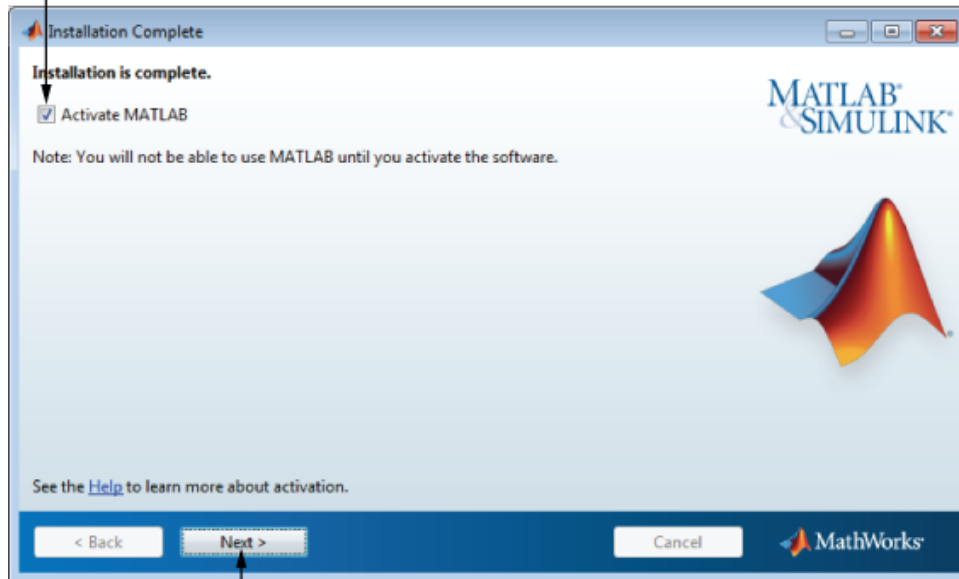 Installation Complete
Installation is complete.
Activate MATLAB
Note: You will not be able to use MATLAB until you activate the software.
MATLAB®
&SIMULINK®
®
See the Help to learn more about activation.
< Back
Next >
Cancel
MathWorks®